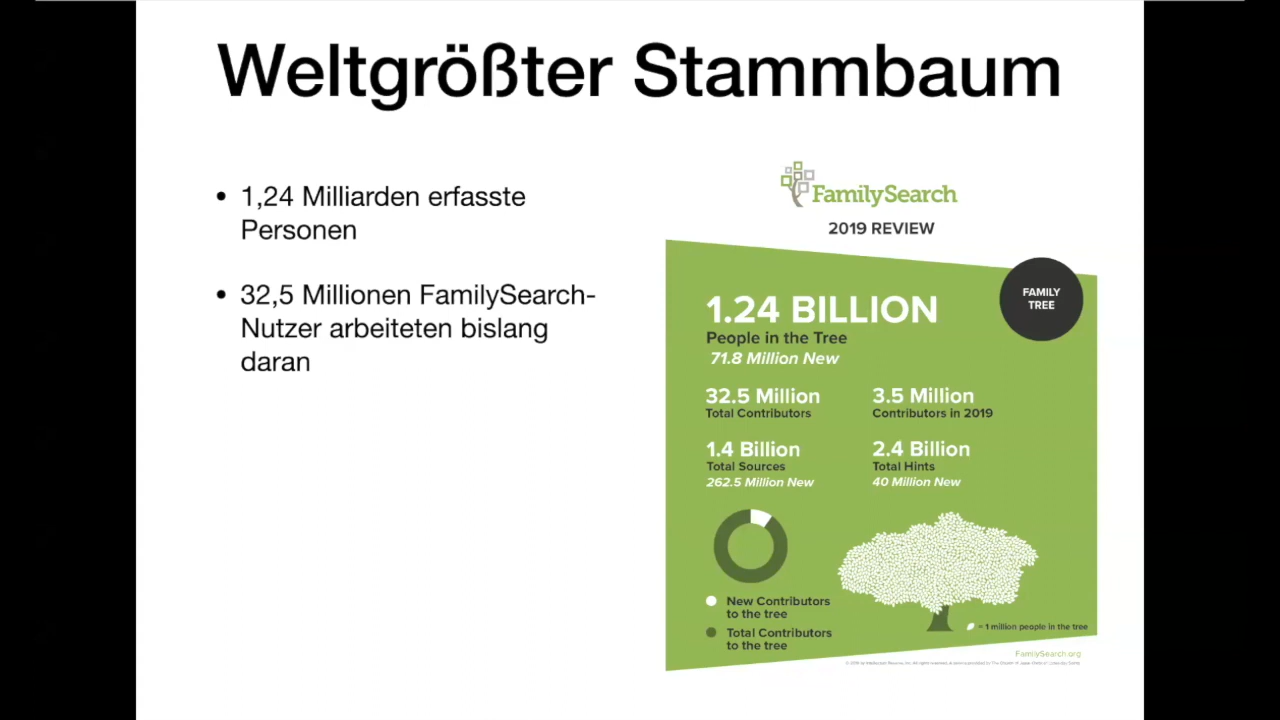 Weltgrößter Stammbaum
• 1,24 Milliarden erfasste
Personen
• 32,5 Millionen FamilySearch-
Nutzer arbeiteten bislang
daran
FamilySearch
2019 REVIEW
FAMILY
TREE
1.24 BILLION
People in the Tree
71.8 Million New
32.5 Million
Total Contributors
3.5 Million
Contributors in 2019
1.4 Billion
Total Sources
262.5 Million New
2.4 Billion
Total Hints
40 Million New
New Contributors
to the tree
Total Contributors
to the tree
= 1 million people in the tree
FamilySearch.org